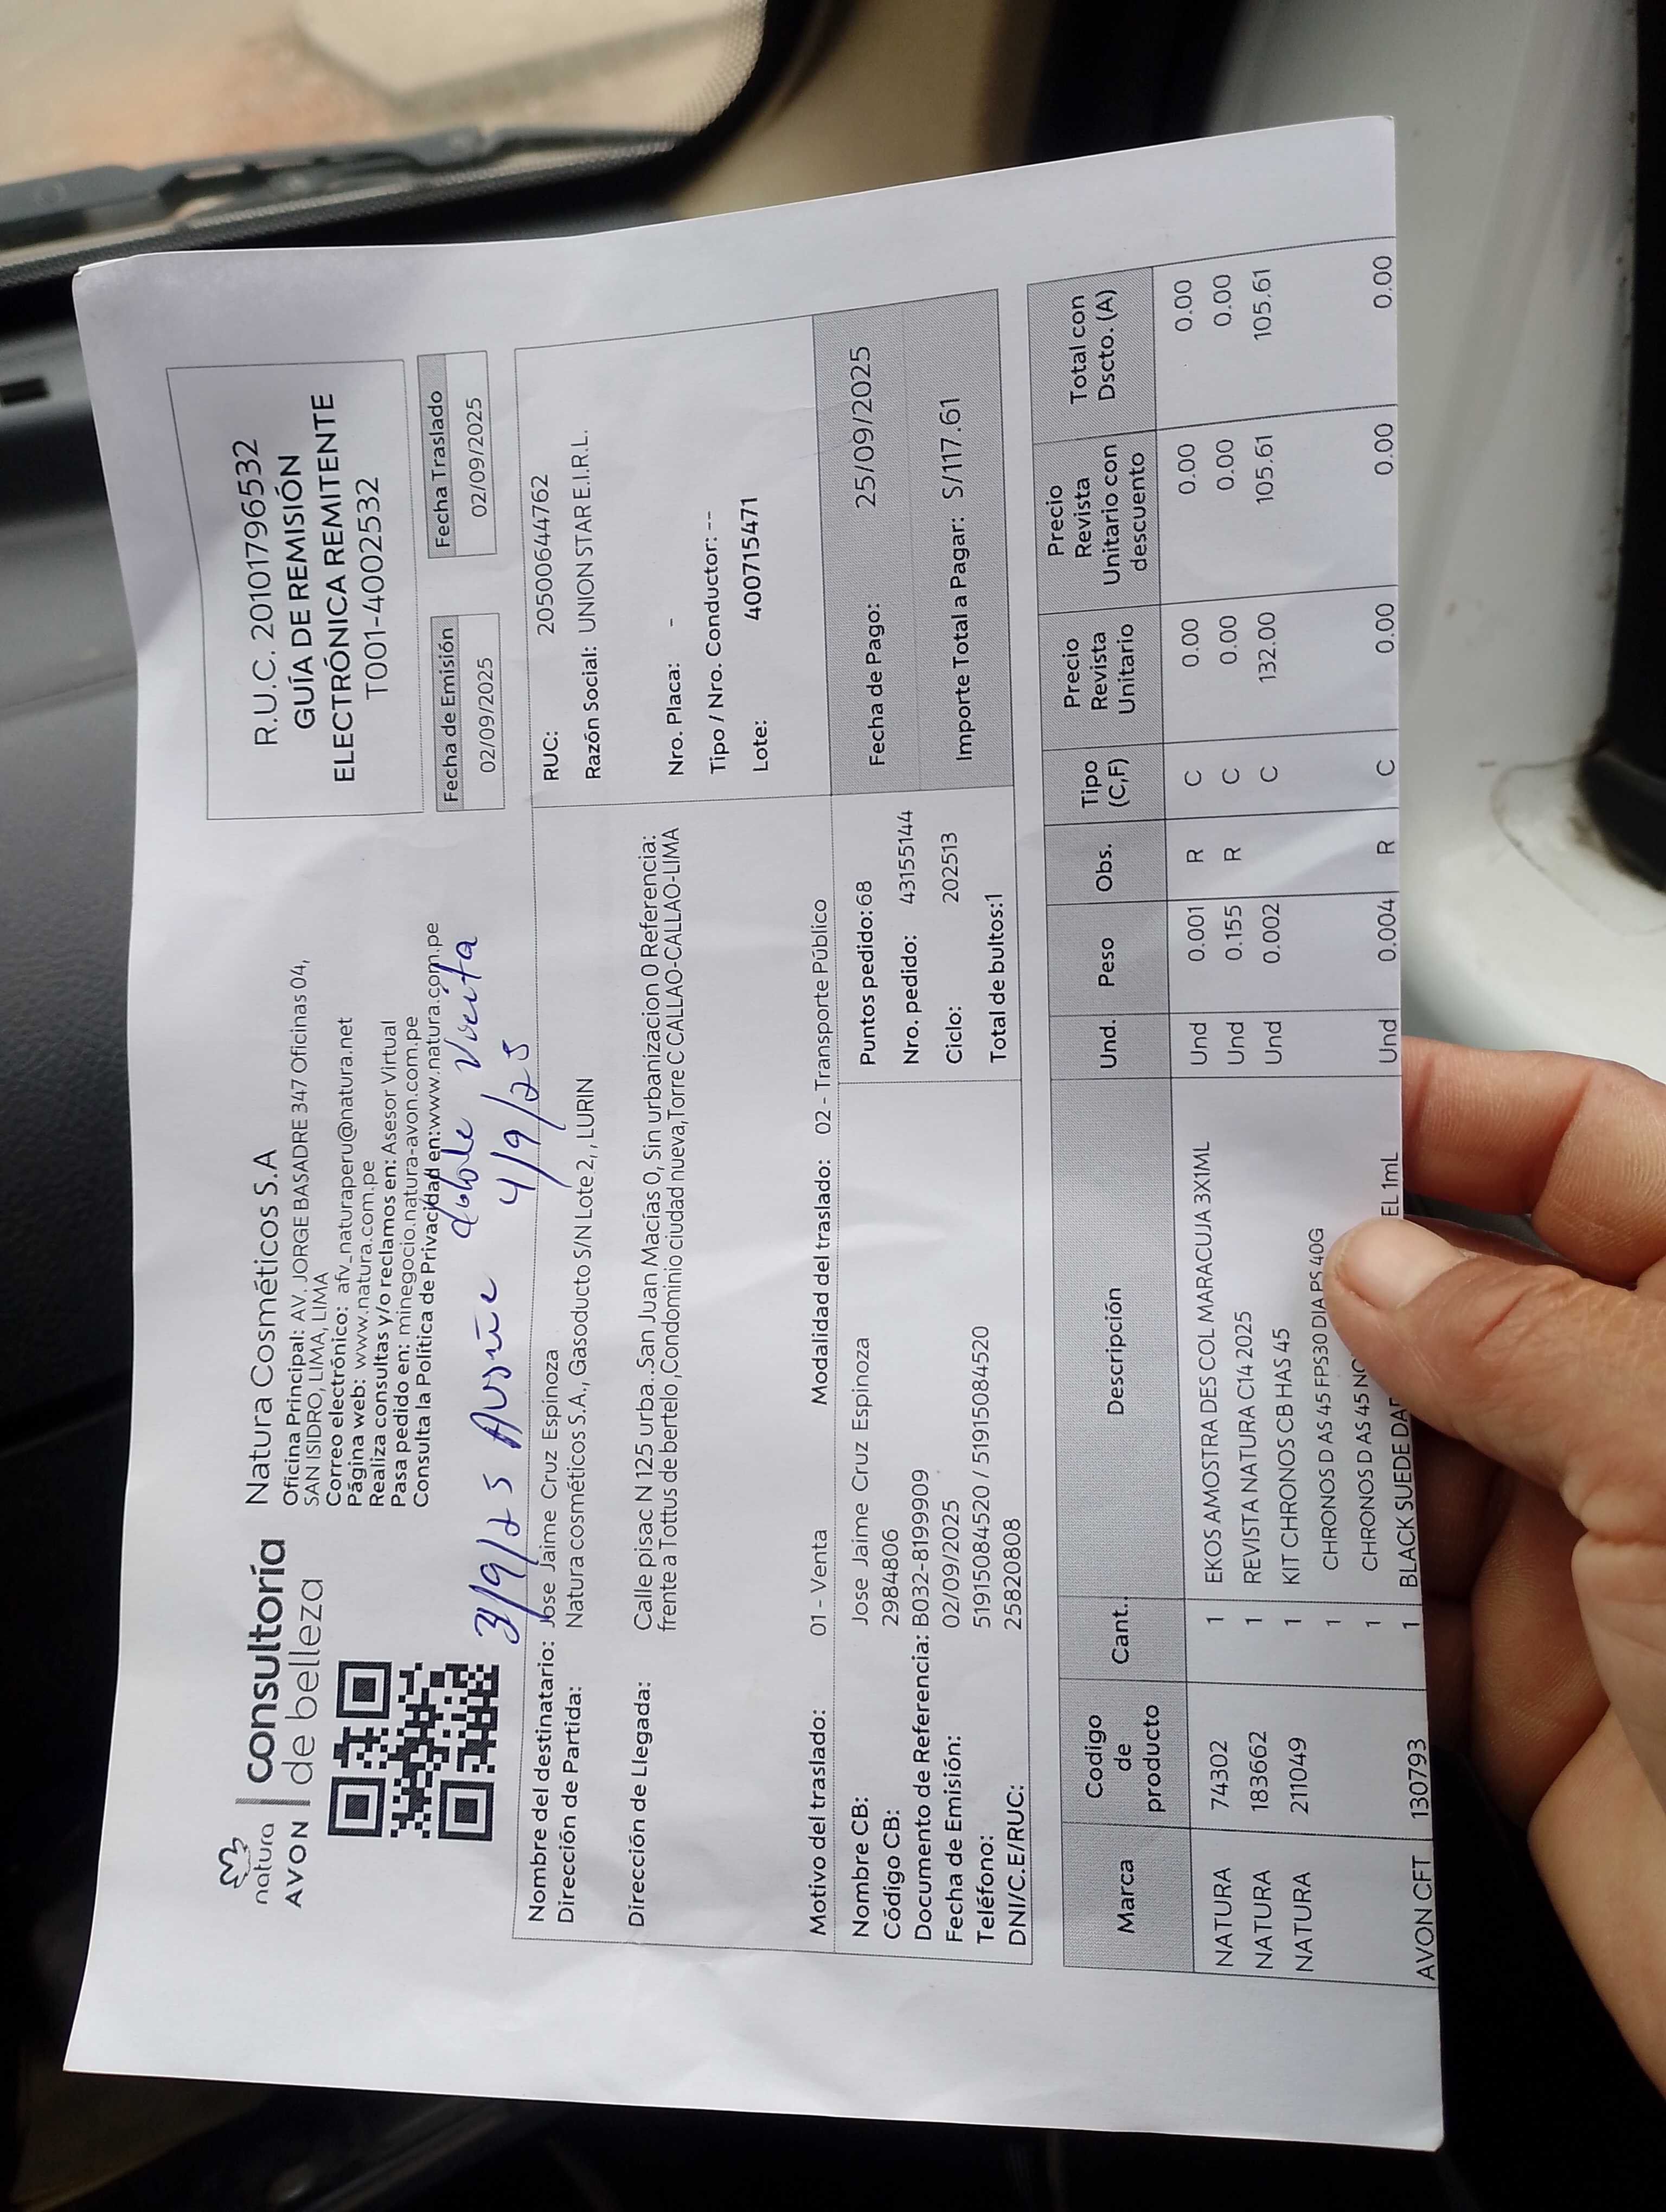 natura
AVON
consultoría
de belleza
Natura Cosméticos S.A
Oficina Principal: AV. JORGE BASADRE 347 Oficinas 04,
SAN ISIDRO, LIMA, LIMA
Correo electrónico: afv_naturaperu@natura.net
Página web: www.natura.com.pe
Realiza consultas y/o reclamos en: Asesor Virtual
Pasa pedido en: minegocio.natura-avon.com.pe
Consulta la Política de Privacidad en:www.natura.com.pe
R.U.C. 20101796532
GUÍA DE REMISIÓN
ELECTRÓNICA REMITENTE
T001-4002532
Fecha de Emisión
02/09/2025
Fecha Traslado
02/09/2025
3/9/25 doble Visita
4/9/25
Nombre del destinatario: Jose Jaime Cruz Espinoza
Dirección de Partida: Natura cosméticos S.A., Gasoducto S/N Lote 2, , LURIN
Dirección de Llegada: Calle pisac N 125 urba..San Juan Macías 0, Sin urbanizacion 0 Referencia:
frente a Tottus de bertelo ,Condominio ciudad nueva,Torre C CALLAO-CALLAO-LIMA
Motivo del traslado: 01 - Venta Modalidad del traslado: 02 - Transporte Público
RUC: 20500644762
Razón Social: UNION STAR E.I.R.L.
Nro. Placa: -
Tipo / Nro. Conductor: --
Lote: 400715471
Nombre CB: Jose Jaime Cruz Espinoza
Código CB: 29848806
Documento de Referencia: B032-8199909
Fecha de Emisión: 02/09/2025
Teléfono: 51915084520 / 51915084520
DNI/C.E/RUC: 25820808
Puntos pedido: 68
Nro. pedido: 43155144
Ciclo: 202513
Total de bultos:1
Fecha de Pago: 25/09/2025
Importe Total a Pagar: S/117.61
Marca Codigo de producto Cant.. Descripción Und. Peso Obs. Tipo (C,F) Precio Revista Unitario Precio Revista Unitario con descuento Total con Dscto. (A)
NATURA 74302 1 EKOS AMOSTRA DES COL MARACUJA 3X1ML Und 0.001 R C 0.00 0.00 0.00
NATURA 183662 1 REVISTA NATURA C14 2025 Und 0.155 R C 0.00 0.00 0.00
NATURA 211049 1 KIT CHRONOS CB HAS 45 Und 0.002 C 132.00 105.61 105.61
1 CHRONOS D AS 45 FPS30 DIA PS 40G
1 CHRONOS D AS 45
AVON CFT 130793 1 BLACK SUEDE EL 1mL Und 0.004 R C 0.00 0.00 0.00